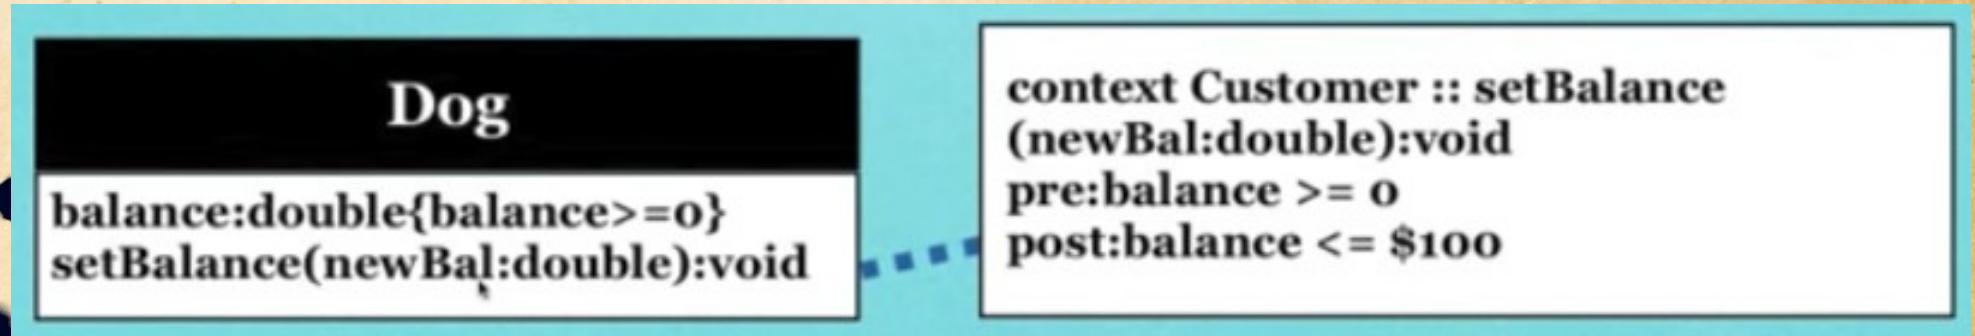 Dog
balance:double{balance>=0}
setBalance(newBal:double):void
context Customer :: setBalance
(newBal:double):void
pre:balance >= 0
post:balance <= $100